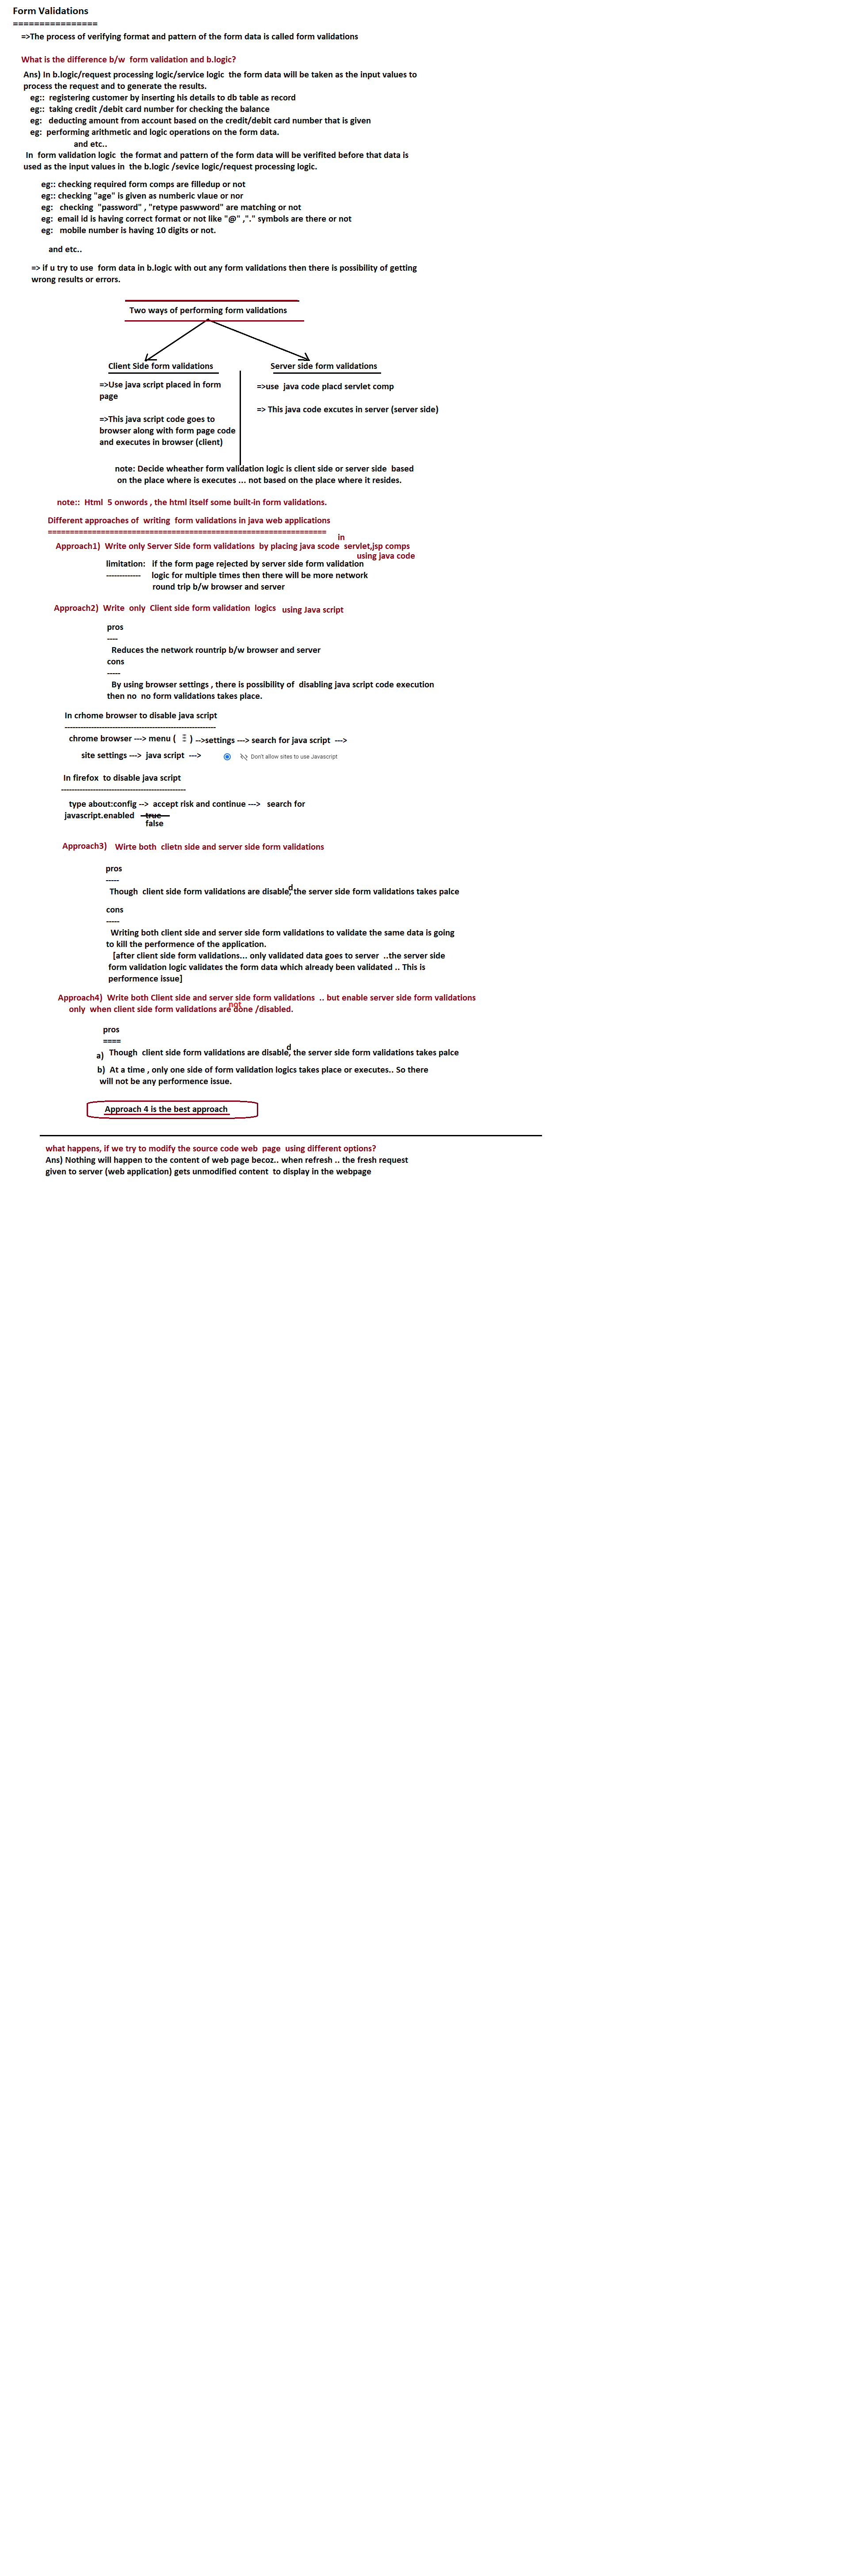 Form Validations
================
=>The process of verifying format and pattern of the form data is called form validations
What is the difference b/w  form validation and b.logic?
Ans) In b.logic/request processing logic/service logic  the form data will be taken as the input values to
process the request and to generate the results.
eg::  registering customer by inserting his details to db table as record
eg::  taking credit /debit card number for checking the balance
eg:   deducting amount from account based on the credit/debit card number that is given
eg:  performing arithmetic and logic operations on the form data.
and etc..
In  form validation logic  the format and pattern of the form data will be verifited before that data is
used as the input values in  the b.logic /sevice logic/request processing logic.
eg:: checking required form comps are filledup or not
eg:: checking "age" is given as numberic vlaue or nor
eg:   checking  "password" , "retype paswword" are matching or not
eg:  email id is having correct format or not like "@" ,"." symbols are there or not
eg:   mobile number is having 10 digits or not.
and etc..
=> if u try to use  form data in b.logic with out any form validations then there is possibility of getting
wrong results or errors.
Two ways of performing form validations
Client Side form validations
Server side form validations
=>Use java script placed in form
page
=>This java script code goes to
browser along with form page code
and executes in browser (client)
=>use  java code placd servlet comp
=> This java code excutes in server (server side)
note: Decide wheather form validation logic is client side or server side  based
on the place where is executes ... not based on the place where it resides.
note::  Html  5 onwords , the html itself some built-in form validations.
Different approaches of  writing  form validations in java web applications
===============================================================
in
Approach1)  Write only Server Side form validations  by placing java scode  servlet,jsp comps
using java code
limitation:   if the form page rejected by server side form validation
-------------     logic for multiple times then there will be more network
round trip b/w browser and server
Approach2)  Write  only  Client side form validation  logics   using Java script
pros
----
Reduces the network rountrip b/w browser and server
cons
-----
By using browser settings , there is possibility of  disabling java script code execution
then no  no form validations takes place.
In crhome browser to disable java script
---------------------------------------------------------
chrome browser ---> menu (  ⋮ ) -->settings ---> search for java script  --->
site settings --->  java script  --->   Don't allow sites to use Javascript
In firefox  to disable java script
-----------------------------------------------
type about:config -->  accept risk and continue --->   search for
javascript.enabled   true
false
Approach3)   Wirte both  clietn side and server side form validations
pros
-----
d
Though  client side form validations are disable, the server side form validations takes palce
cons
-----
Writing both client side and server side form validations to validate the same data is going
to kill the performence of the application.
[after client side form validations... only validated data goes to server  ..the server side
form validation logic validates the form data which already been validated .. This is
performence issue]
Approach4)  Write both Client side and server side form validations  .. but enable server side form validations
not
only  when client side form validations are done /disabled.
pros
====
d
a)  Though  client side form validations are disable, the server side form validations takes palce
b)  At a time , only one side of form validation logics takes place or executes.. So there
will not be any performence issue.
Approach 4 is the best approach
what happens, if we try to modify the source code web  page  using different options?
Ans) Nothing will happen to the content of web page becoz.. when refresh .. the fresh request
given to server (web application) gets unmodified content  to display in the webpage